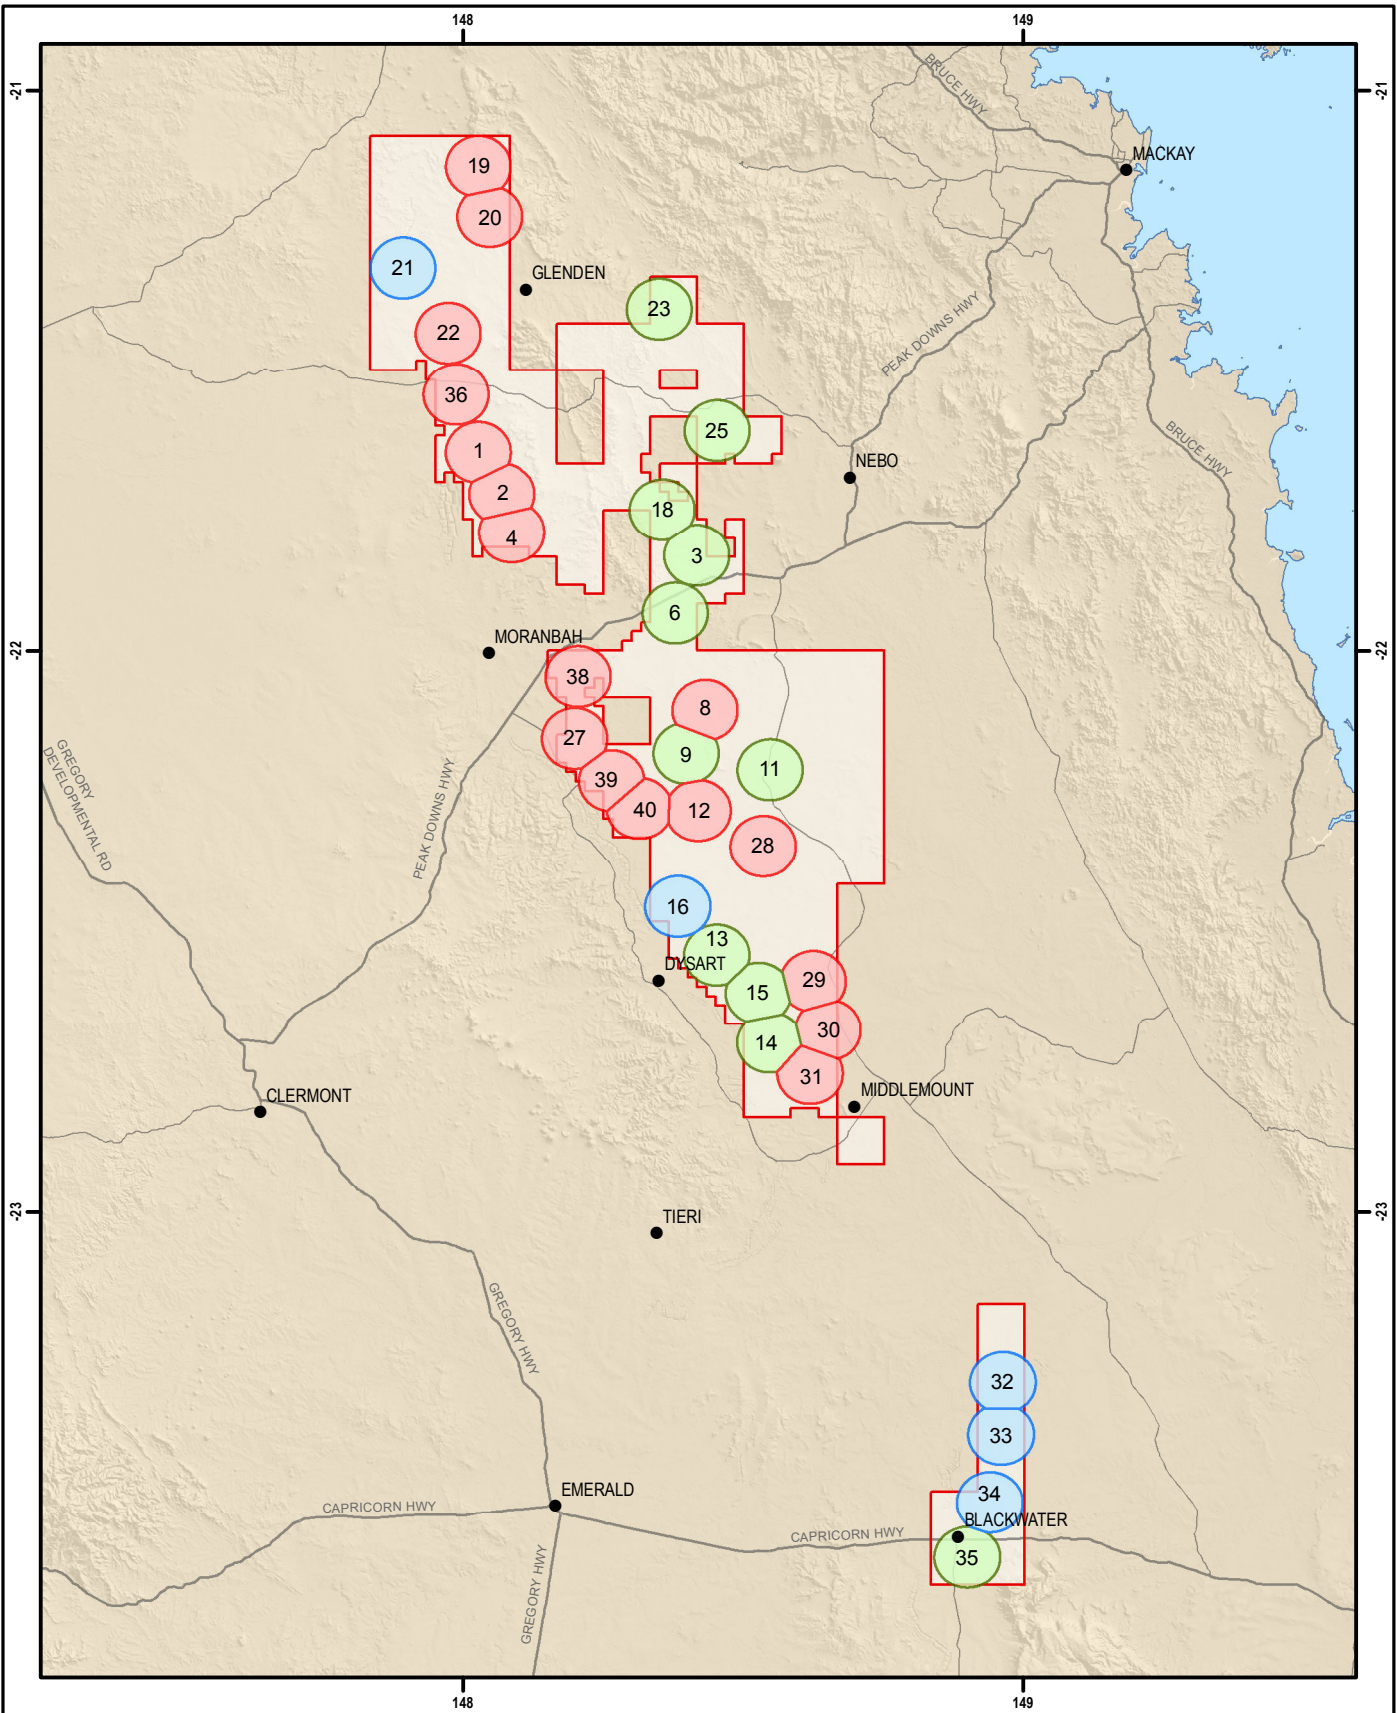 148
149
-21
-21
BRUCE HWY
MACKAY
19
20
21
GLENDEN
23
22
PEAK DOWNS HWY
36
25
BRUCE HWY
1
NEBO
2
18
4
3
6
MORANBAH
-22
-22
38
8
27
9
11
GREGORY
DEVELOPMENTAL RD
PEAK DOWNS HWY
39
40
12
28
16
13
DYSART
29
15
30
14
31
MIDDLEMOUNT
CLERMONT
-23
-23
TIERI
GREGORY HWY
32
33
EMERALD
34
CAPRICORN HWY
BLACKWATER
CAPRICORN HWY
35
GREGORY HWY
148
149